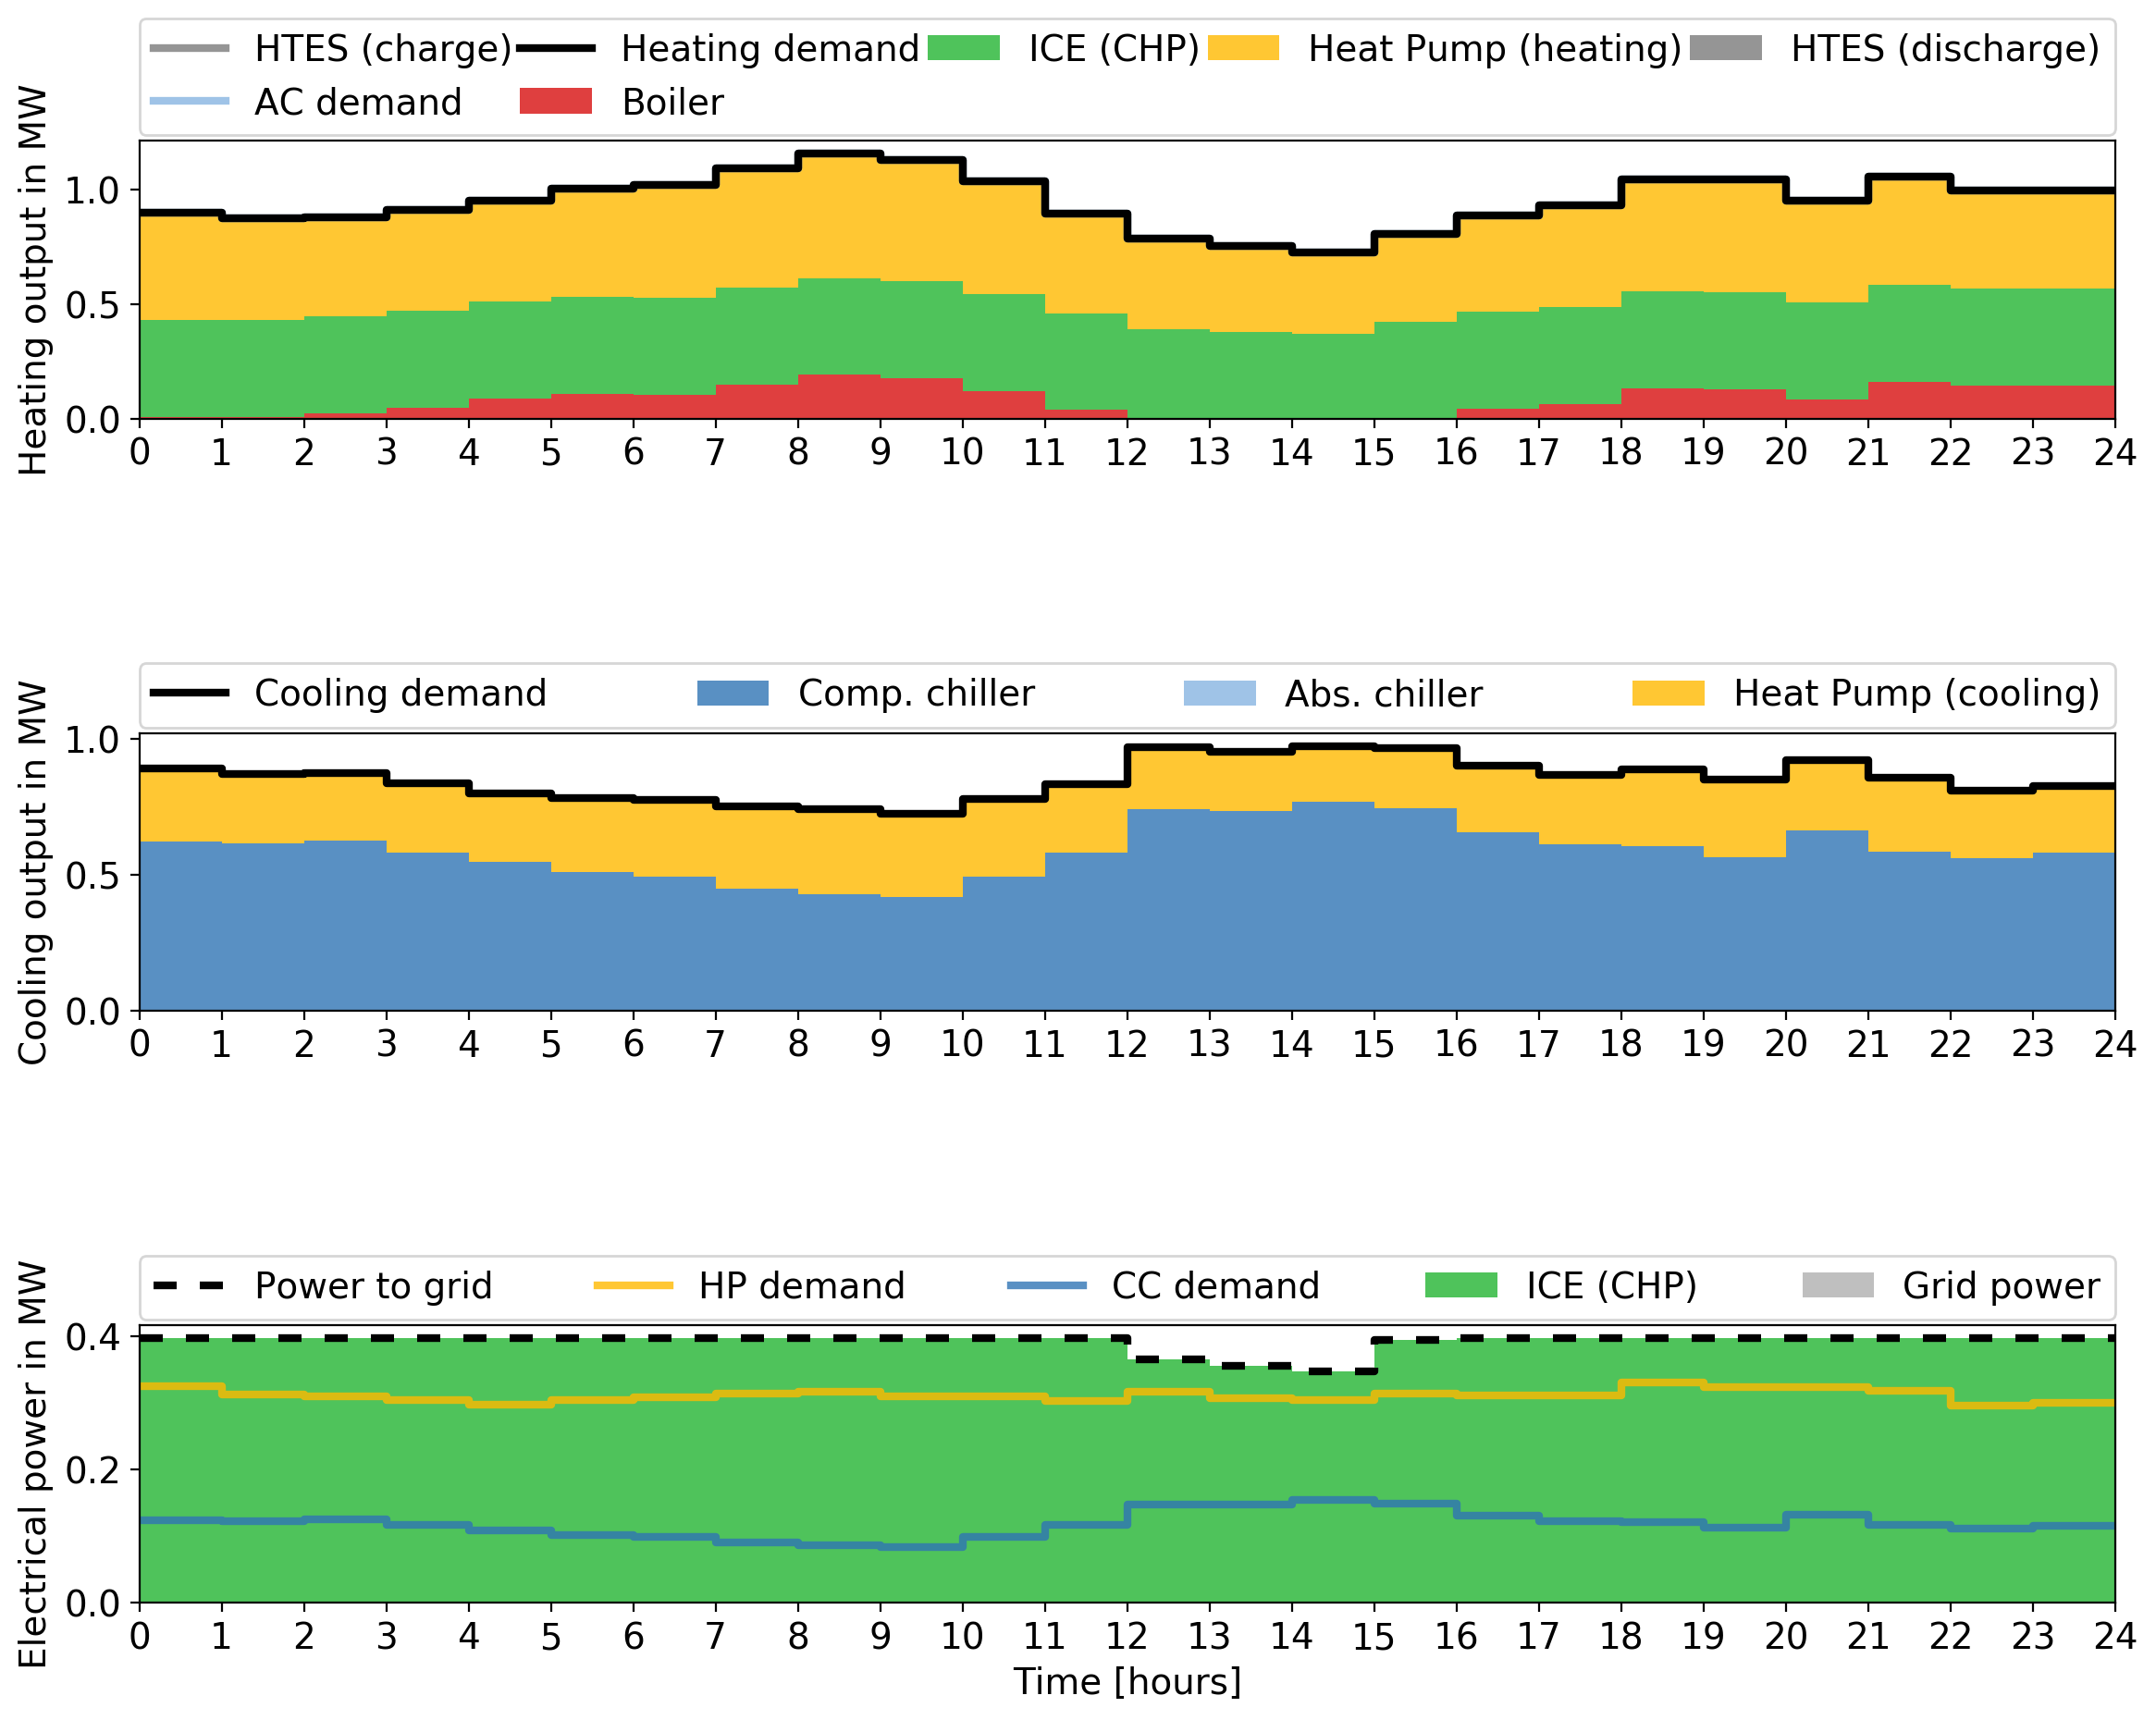 HTES (charge) Heating demand ICE (CHP) Heat Pump (heating) HTES (discharge)
AC demand Boiler
Heating output in MW
1.0
0.5
0.0
0 1 2 3 4 5 6 7 8 9 10 11 12 13 14 15 16 17 18 19 20 21 22 23 24
Cooling demand Comp. chiller Abs. chiller Heat Pump (cooling)
Cooling output in MW
1.0
0.5
0.0
0 1 2 3 4 5 6 7 8 9 10 11 12 13 14 15 16 17 18 19 20 21 22 23 24
Power to grid HP demand CC demand ICE (CHP) Grid power
Electrical power in MW
0.4
0.2
0.0
0 1 2 3 4 5 6 7 8 9 10 11 12 13 14 15 16 17 18 19 20 21 22 23 24
Time [hours]